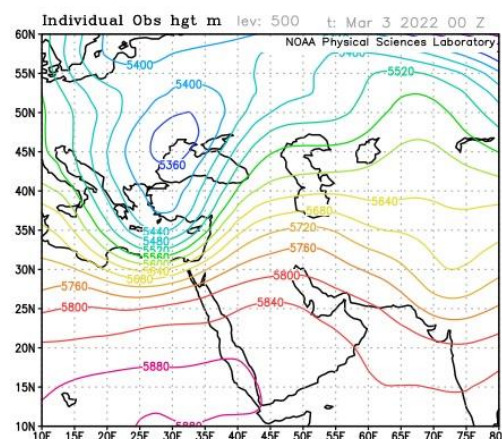 Individual Obs hgt m lev: 500 t: Mar 3 2022 00 Z
NOAA Physical Sciences Laboratory
60N
55N
50N
45N
40N
35N
30N
25N
20N
15N
10N
5400
5400
5360
5520
5440
5480
5520
5560
5640
5680
5640
5680
5720
5760
5800
5840
5760
5800
5880
5880
10E 15E 20E 25E 30E 35E 40E 45E 50E 55E 60E 65E 70E 75E